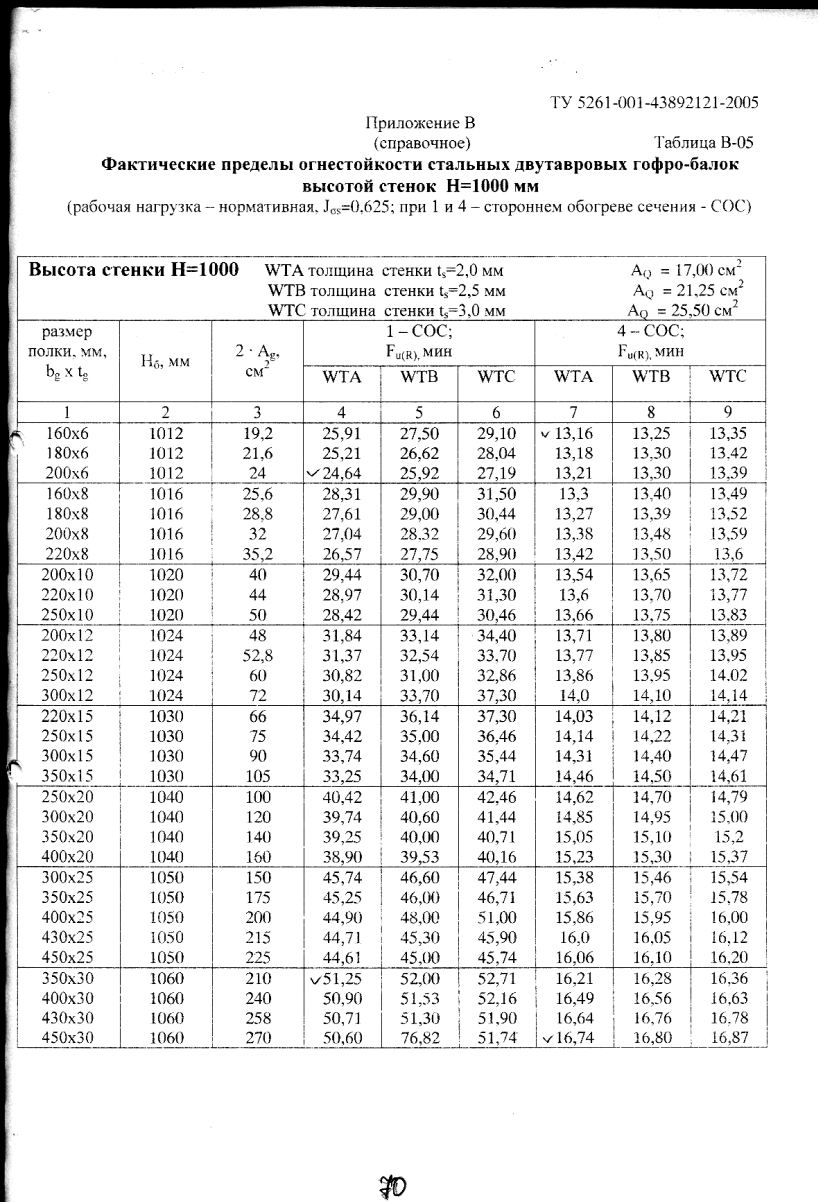 ТУ 5261-001-43892121-2005
Приложение В
(справочное) Таблица В-05
Фактические пределы огнестойкости стальных двутавровых гофро-балок
высотой стенок Н=1000 мм
(рабочая нагрузка – нормативная, Jσs=0,625; при 1 и 4 – стороннем обогреве сечения - СОС)
Высота стенки Н=1000 WTA толщина стенки ts=2,0 мм AQ = 17,00 см2
WTB толщина стенки ts=2,5 мм AQ = 21,25 см2
WTC толщина стенки ts=3,0 мм AQ = 25,50 см2
размер полки, мм, bg x tg Нб, мм 2 · Ag, см2 1 – СОС; Fu(R), мин 4 – СОС; Fu(R), мин
WTA WTB WTC WTA WTB WTC
1 2 3 4 5 6 7 8 9
160x6 1012 19,2 25,91 27,50 29,10 ✓ 13,16 13,25 13,35
180x6 1012 21,6 25,21 26,62 28,04 13,18 13,30 13,42
200x6 1012 24 ✓ 24,64 25,92 27,19 13,21 13,30 13,39
160x8 1016 25,6 28,31 29,90 31,50 13,3 13,40 13,49
180x8 1016 28,8 27,61 29,00 30,44 13,27 13,39 13,52
200x8 1016 32 27,04 28.32 29,60 13,38 13,48 13,59
220x8 1016 35,2 26,57 27,75 28,90 13,42 13,50 13,6
200x10 1020 40 29,44 30,70 32,00 13,54 13,65 13,72
220x10 1020 44 28,97 30,14 31,30 13,6 13,70 13,77
250x10 1020 50 28,42 29,44 30,46 13,66 13,75 13,83
200x12 1024 48 31,84 33,14 34,40 13,71 13,80 13,89
220x12 1024 52,8 31,37 32,54 33,70 13,77 13,85 13,95
250x12 1024 60 30,82 31,00 32,86 13,86 13,95 14.02
300x12 1024 72 30,14 33,70 37,30 14,0 14,10 14,14
220x15 1030 66 34,97 36,14 37,30 14,03 14,12 14,21
250x15 1030 75 34,42 35,00 36,46 14,14 14,22 14,31
300x15 1030 90 33,74 34,60 35,44 14,31 14,40 14,47
350x15 1030 105 33,25 34,00 34,71 14,46 14,50 14,61
250x20 1040 100 40,42 41,00 42,46 14,62 14,70 14,79
300x20 1040 120 39,74 40,60 41,44 14,85 14,95 15,00
350x20 1040 140 39,25 40,00 40,71 15,05 15,10 15,2
400x20 1040 160 38,90 39,53 40,16 15,23 15,30 15,37
300x25 1050 150 45,74 46,60 47,44 15,38 15,46 15,54
350x25 1050 175 45,25 46,00 46,71 15,63 15,70 15,78
400x25 1050 200 44,90 48,00 51,00 15,86 15,95 16,00
430x25 1050 215 44,71 45,30 45,90 16,0 16,05 16,12
450x25 1050 225 44,61 45,00 45,74 16,06 16,10 16,20
350x30 1060 210 ✓ 51,25 52,00 52,71 16,21 16,28 16,36
400x30 1060 240 50,90 51,53 52,16 16,49 16,56 16,63
430x30 1060 258 50,71 51,30 51,90 16,64 16,76 16,78
450x30 1060 270 50,60 76,82 51,74 ✓ 16,74 16,80 16,87
70